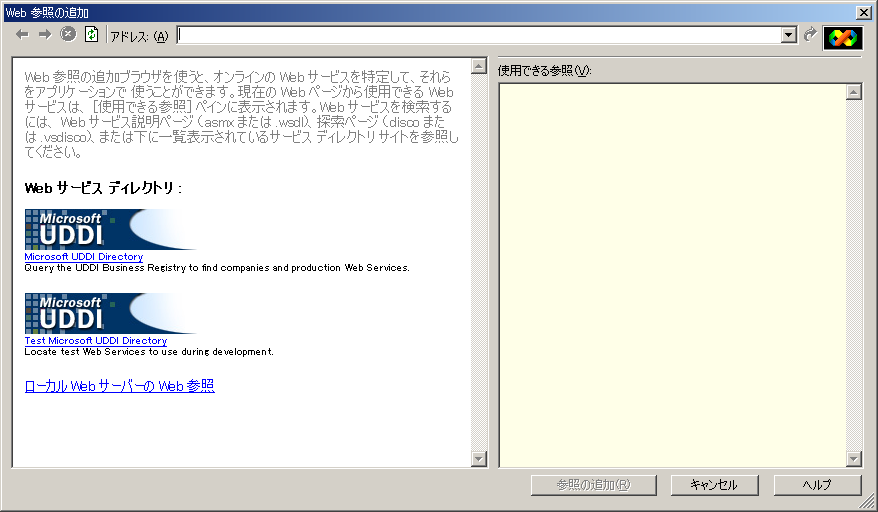 Web 参照の追加
アドレス: (A)
Web 参照の追加ブラウザを使うと、オンラインの Web サービスを特定して、それら
をアプリケーションで 使うことができます。現在の Web ページから使用できる Web
サービスは、[使用できる参照] ペインに表示されます。Web サービスを検索する
には、 Web サービス説明ページ (.asmx または .wsdl)、探索ページ (.disco また
は .vsdisco)、または下に一覧表示されているサービス ディレクトリ サイトを参照し
てください。
Web サービス ディレクトリ :
Microsoft
UDDI
Microsoft UDDI Directory
Query the UDDI Business Registry to find companies and production Web Services.
Microsoft
UDDI
Test Microsoft UDDI Directory
Locate test Web Services to use during development.
ローカル Web サーバーの Web 参照
使用できる参照(V):
参照の追加(R)
キャンセル
ヘルプ